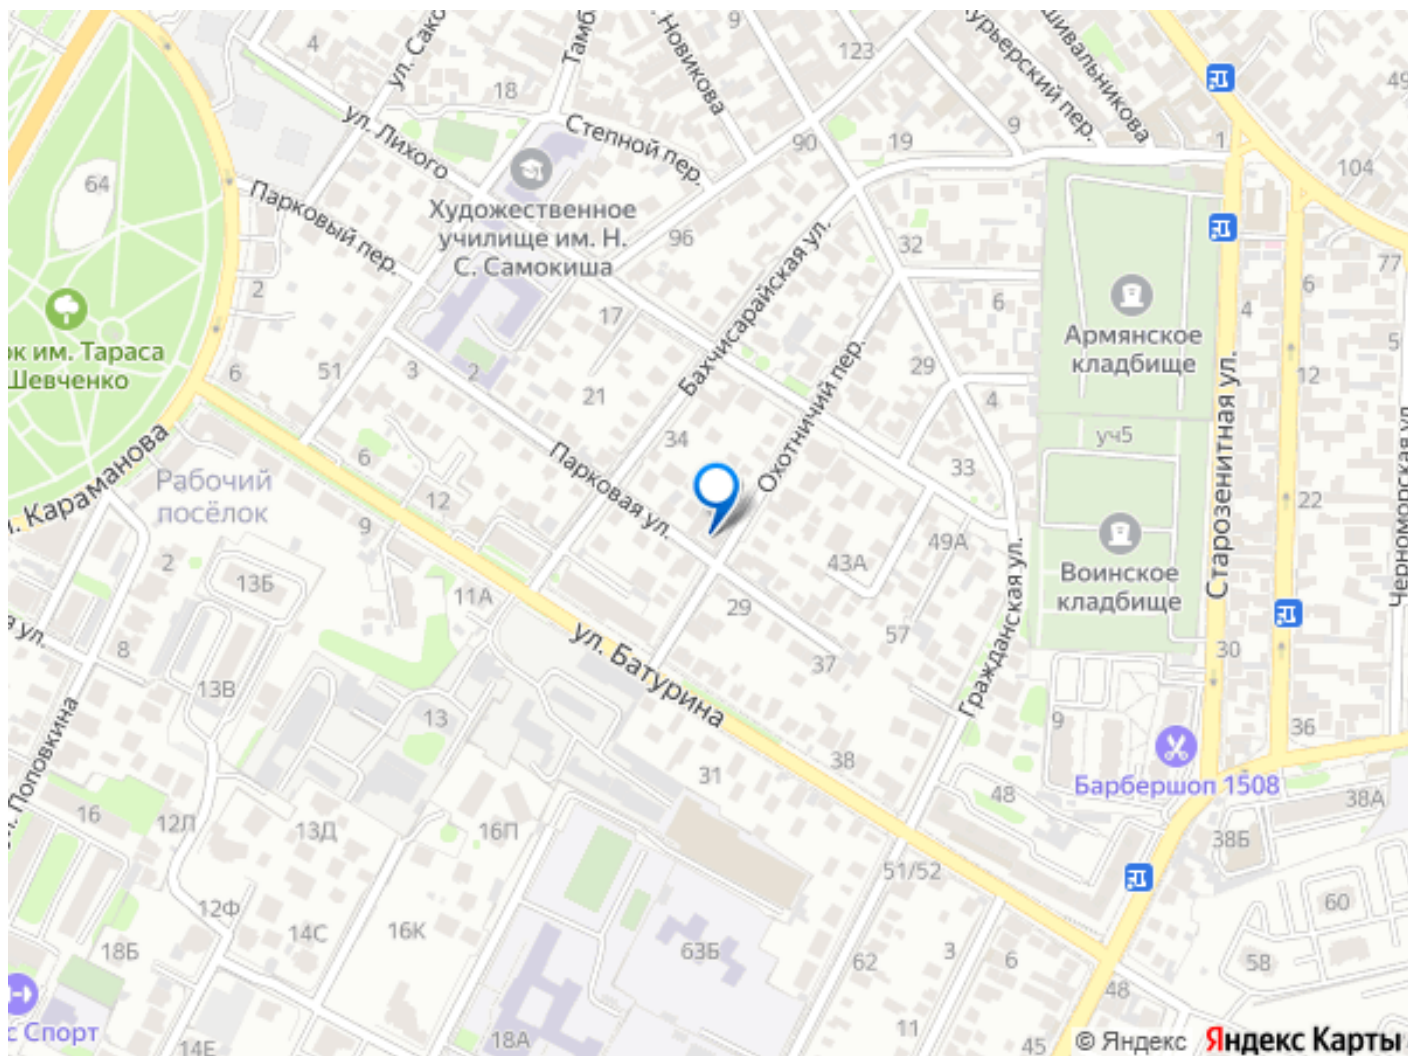 4
ул. Сако
Тамб
Новикова
9
123
урьерский пер.
шивальникова
49
18
ул. Лихого
Степной пер.
90
19
9
1
104
64
Парковый пер.
Художественное
училище им. Н.
С. Самокиша
96
Бахчисарайская ул.
32
77
2
17
6
Армянское
кладбище
4
6
5
ок им. Тараса
Шевченко
6
51
3
2
21
Охотничий пер.
29
4
12
Старозенитная ул.
Черноморская ул.
34
уч5
л. Караманова
Рабочий
посёлок
6
12
9
Парковая ул.
33
22
49А
43А
Воинское
кладбище
2
13Б
11А
29
57
Гражданская ул.
30
а ул.
8
13В
ул. Батурина
37
13
9
36
Барбершоп 1508
Поповкина
31
38
48
38А
16
12Л
13Д
16П
38Б
51/52
12Ф
14С
16К
18Б
63Б
62
3
6
60
58
48
с Спорт
14Е
18А
11
45
© Яндекс Яндекс Карты